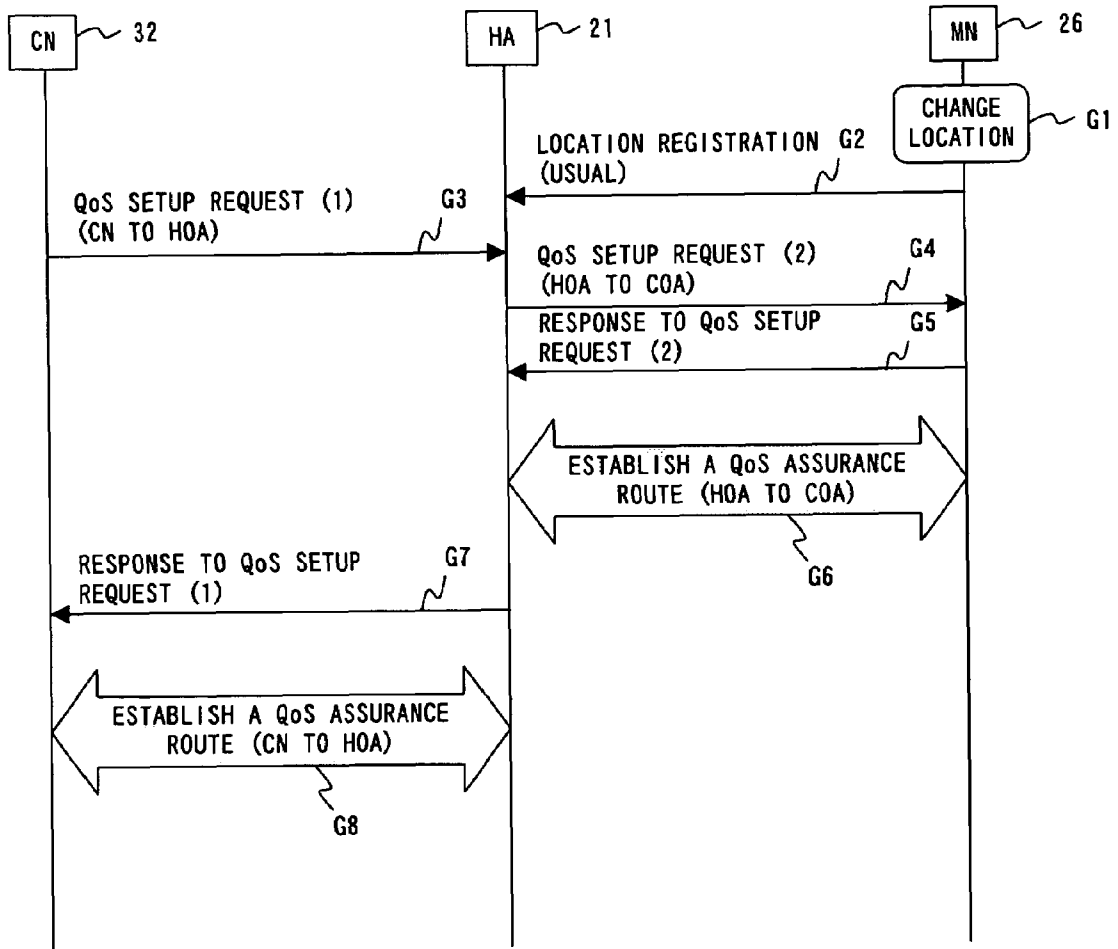 CN 32
HA 21
MN 26
CHANGE
LOCATION
G1
LOCATION REGISTRATION
(USUAL)
G2
QoS SETUP REQUEST (1)
(CN TO HOA)
G3
QoS SETUP REQUEST (2)
(HOA TO COA)
G4
RESPONSE TO QoS SETUP
REQUEST (2)
G5
ESTABLISH A QoS ASSURANCE
ROUTE (HOA TO COA)
G6
RESPONSE TO QoS SETUP
REQUEST (1)
G7
ESTABLISH A QoS ASSURANCE
ROUTE (CN TO HOA)
G8